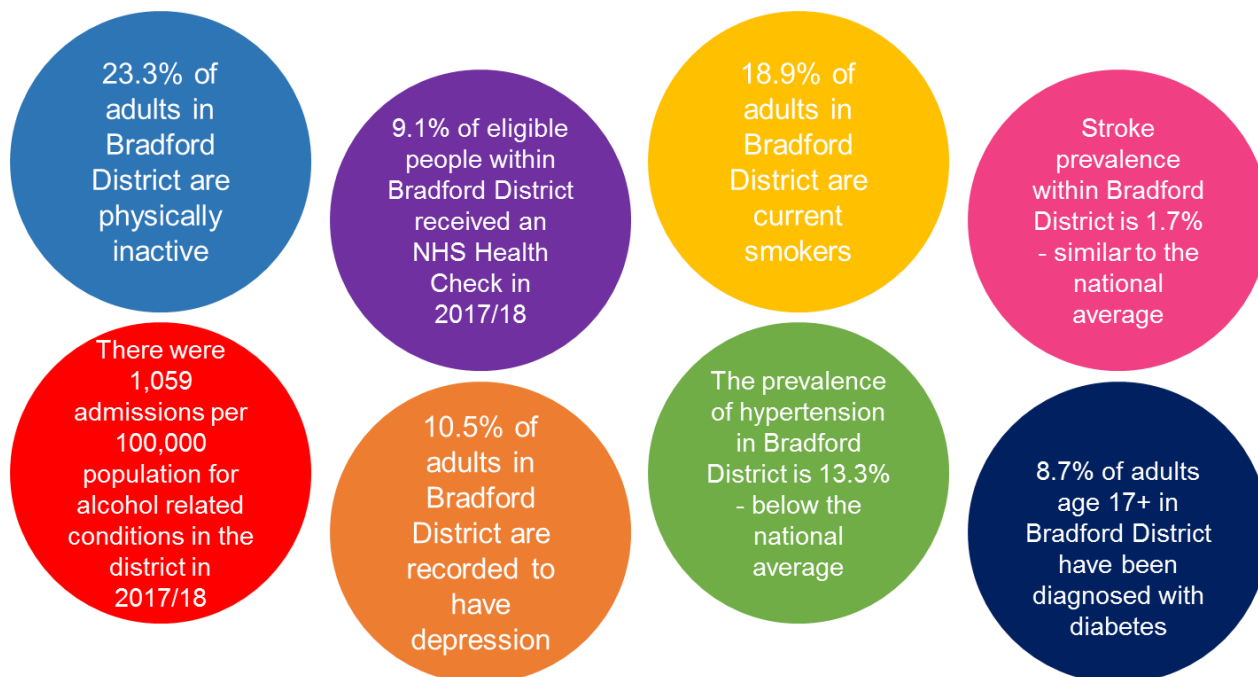 23.3% of
adults in
Bradford
District are
physically
inactive
9.1% of eligible
people within
Bradford District
received an
NHS Health
Check in
2017/18
18.9% of
adults in
Bradford
District are
current
smokers
Stroke
prevalence
within Bradford
District is 1.7%
- similar to the
national
average
There were
1,059
admissions per
100,000
population for
alcohol related
conditions in the
district in
2017/18
10.5% of
adults in
Bradford
District are
recorded to
have
depression
The prevalence
of hypertension
in Bradford
District is 13.3%
- below the
national
average
8.7% of adults
age 17+ in
Bradford District
have been
diagnosed with
diabetes